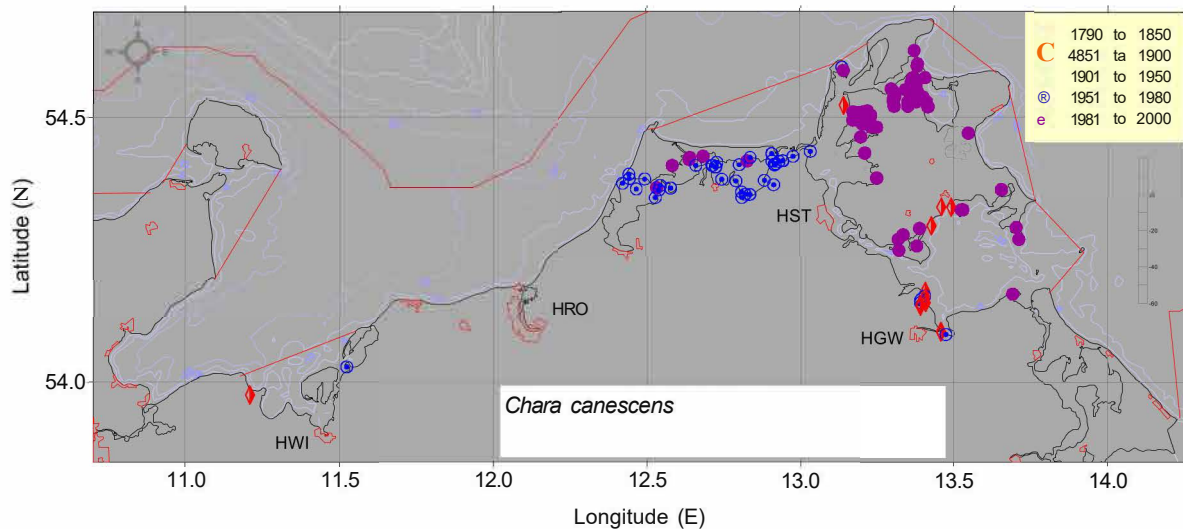 C 1790 to 1850
4851 ta 1900
1901 to 1950
® 1951 to 1980
e 1981 to 2000
54.5
54.0
Latitude (N)
HST
HRO
HGW
HWI
Chara canescens
11.0 11.5 12.0 12.5 13.0 13.5 14.0
Longitude (E)